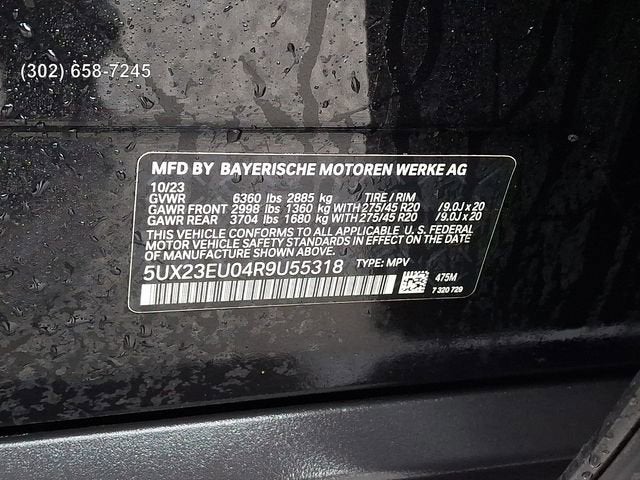 (302) 658-7245
MFD BY BAYERISCHE MOTOREN WERKE AG
10/23
GVWR 6360 lbs 2885 kg TIRE / RIM
GAWR FRONT 2998 lbs 1360 kg WITH 275/45 R20 /9.0J x 20
GAWR REAR 3704 lbs 1680 kg WITH 275/45 R20 /9.0J x 20
THIS VEHICLE CONFORMS TO ALL APPLICABLE U. S. FEDERAL
MOTOR VEHICLE SAFETY STANDARDS IN EFFECT ON THE DATE
OF MANUFACTURE SHOWN ABOVE.
5UX23EU04R9U55318 TYPE: MPV
475M
7 320 729